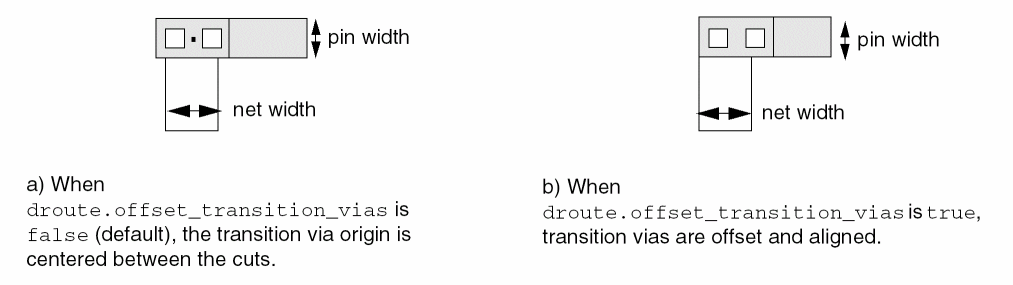 pin width
net width
a) When
droute.offset_transition_vias is
false (default), the transition via origin is
centered between the cuts.
pin width
net width
b) When
droute.offset_transition_vias is true,
transition vias are offset and aligned.